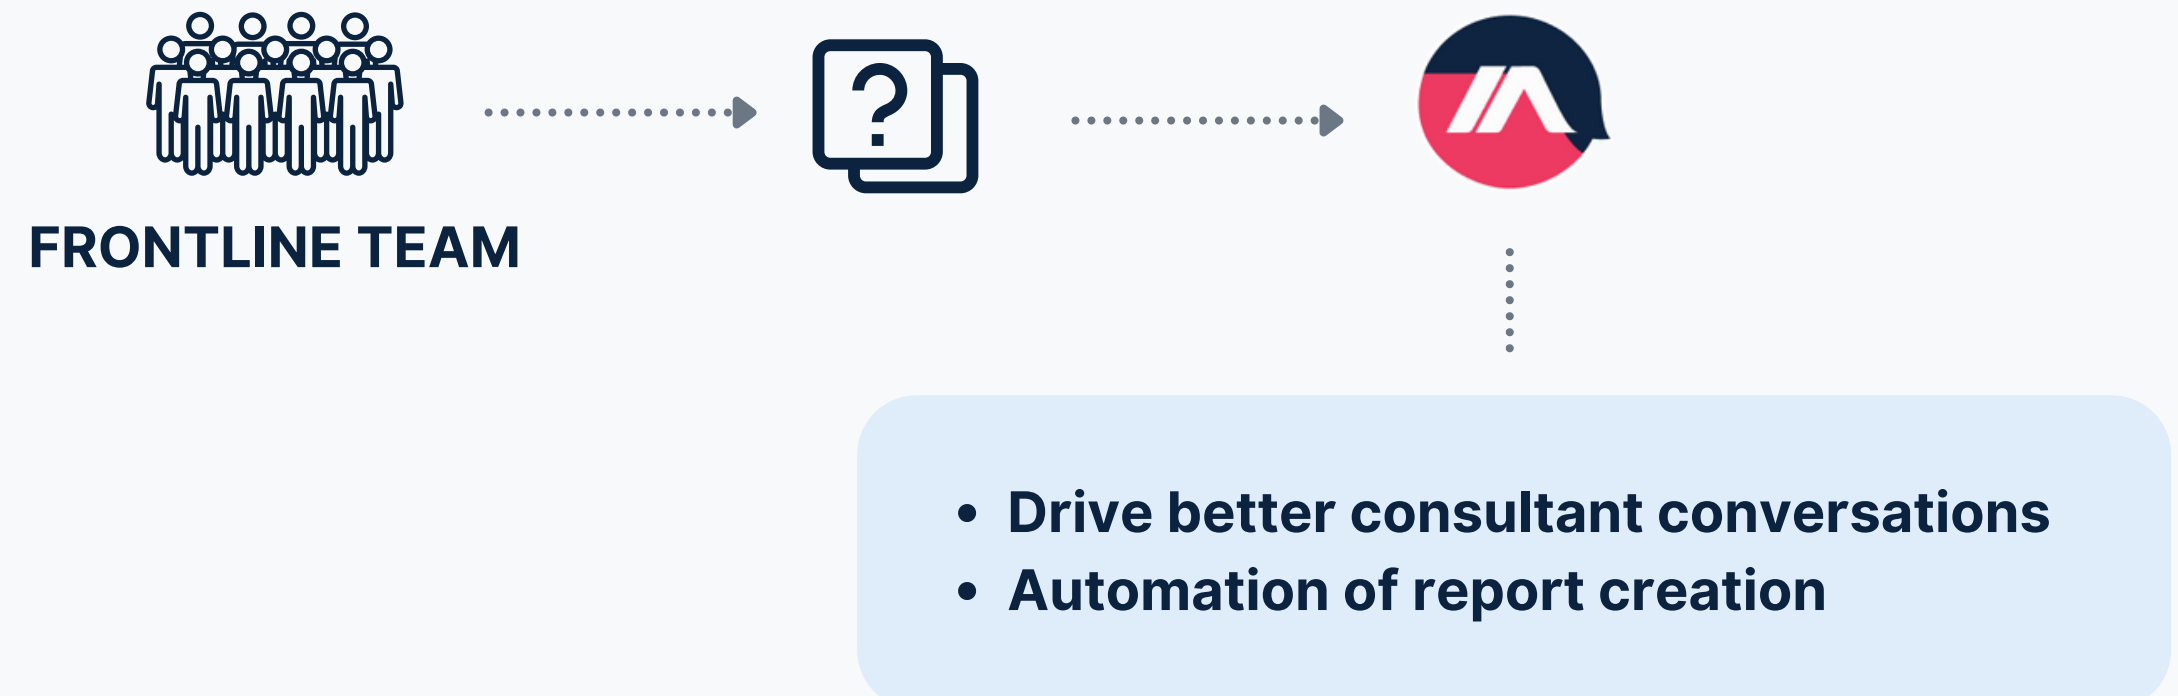 FRONTLINE TEAM
• Drive better consultant conversations
• Automation of report creation